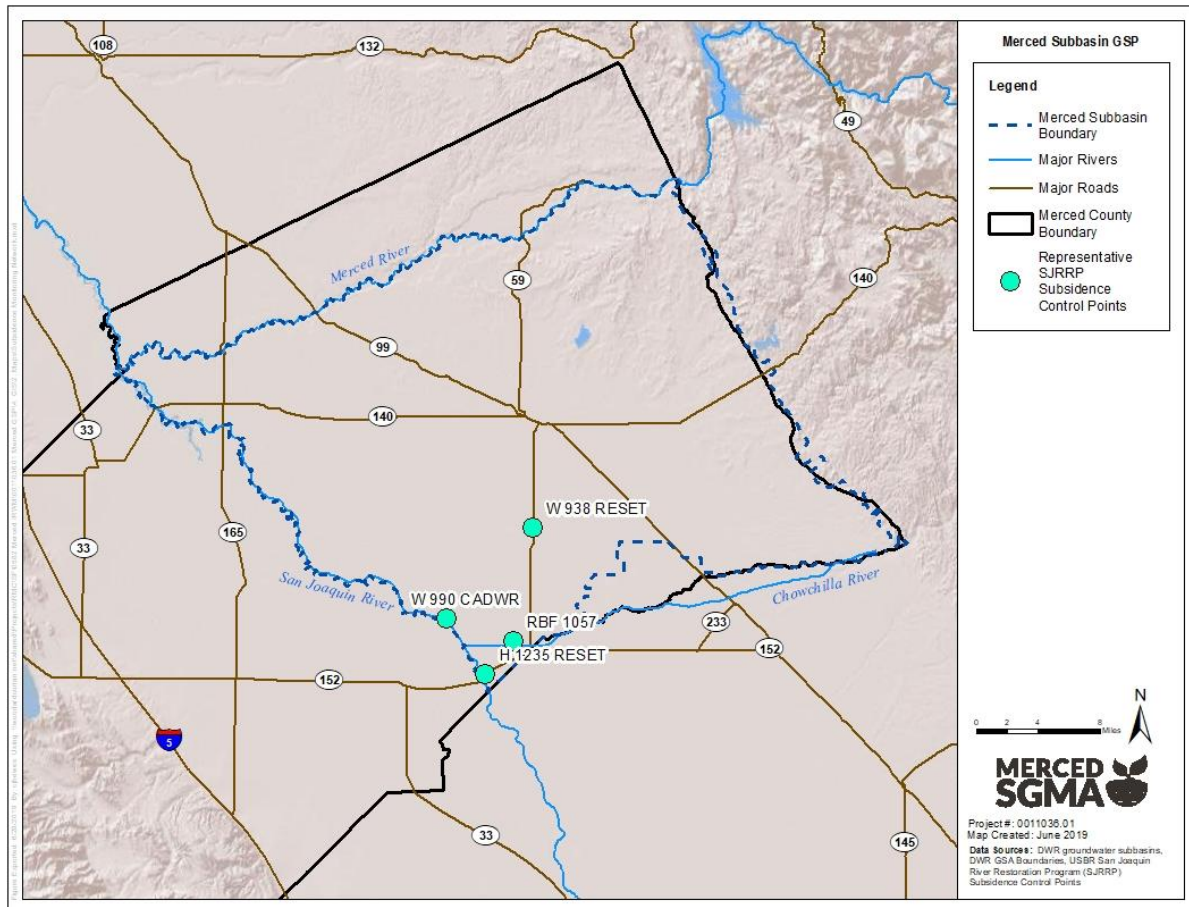 108
132
49
Merced River
59
140
99
140
33
W 938 RESET
165
33
San Joaquin River
Chowchilla River
W 990 CADWR
RBF 1057
233
H 1235 RESET
152
152
5
33
145
Merced Subbasin GSP
Legend
Merced Subbasin
Boundary
Major Rivers
Major Roads
Merced County
Boundary
Representative
SJRRP
Subsidence
Control Points
N
0 2 4 8
Miles
MERCED
SGMA
Project #: 0011036.01
Map Created: June 2019
Data Sources: DWR groundwater subbasins,
DWR GSA Boundaries, USBR San Joaquin
River Restoration Program (SJRRP)
Subsidence Control Points